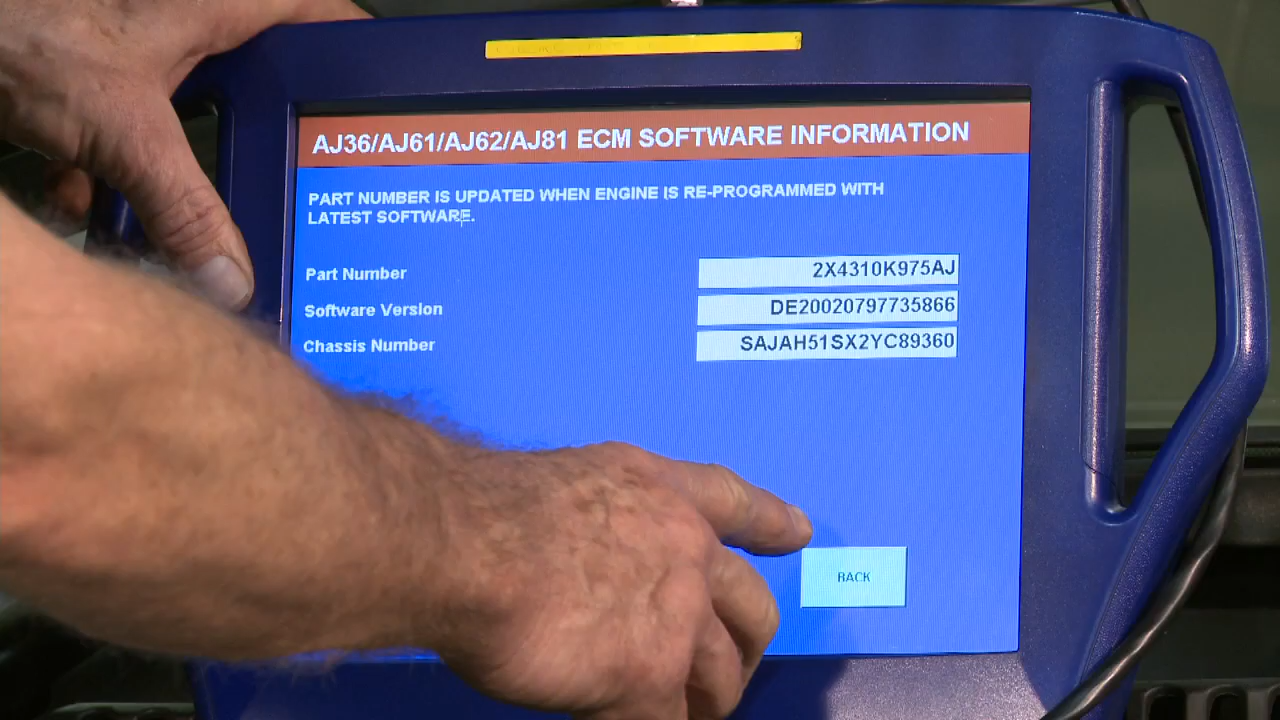 AJ36/AJ61/AJ62/AJ81 ECM SOFTWARE INFORMATION
PART NUMBER IS UPDATED WHEN ENGINE IS RE-PROGRAMMED WITH
LATEST SOFTWARE.
Part Number 2X4310K975AJ
Software Version DE20020797735866
Chassis Number SAJAH51SX2YC89360
BACK